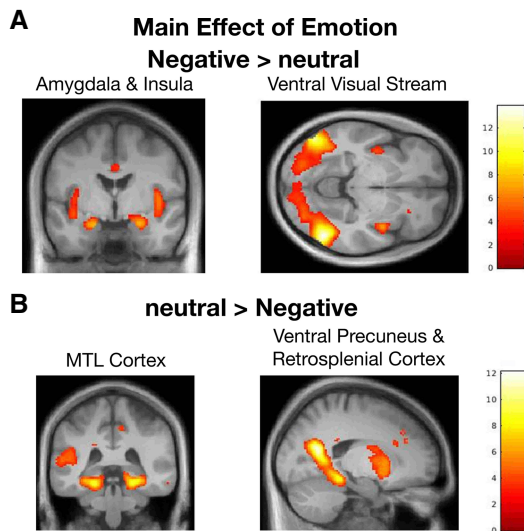 A
Main Effect of Emotion
Negative > neutral
Amygdala & Insula
Ventral Visual Stream
12
10
8
6
4
2
0
B
neutral > Negative
MTL Cortex
Ventral Precuneus &
Retrosplenial Cortex
12
10
8
6
4
2
0